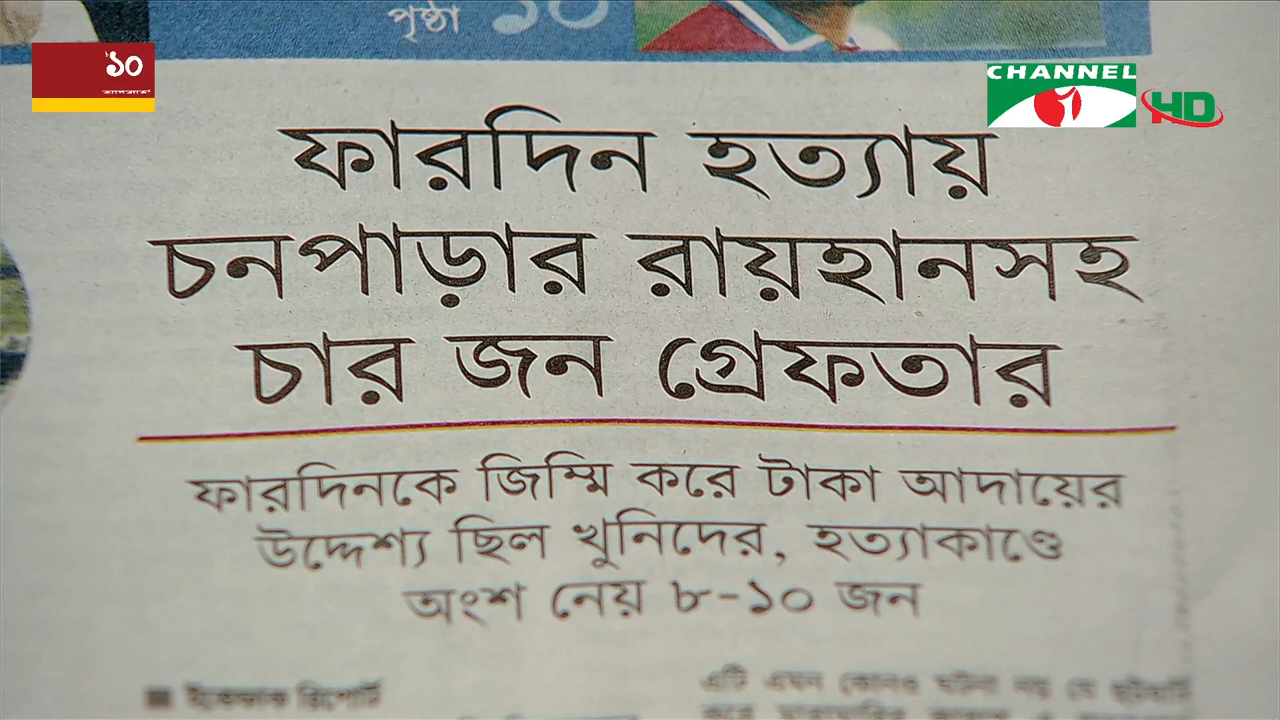 পৃষ্ঠা ১০
১০
CHANNEL
HD
ফারদিন হত্যায়
চনপাড়ার রায়হানসহ
চার জন গ্রেফতার
ফারদিনকে জিম্মি করে টাকা আদায়ের
উদ্দেশ্য ছিল খুনিদের, হত্যাকাণ্ডে
অংশ নেয় ৮-১০ জন
ইত্তেফাক রিপোর্ট